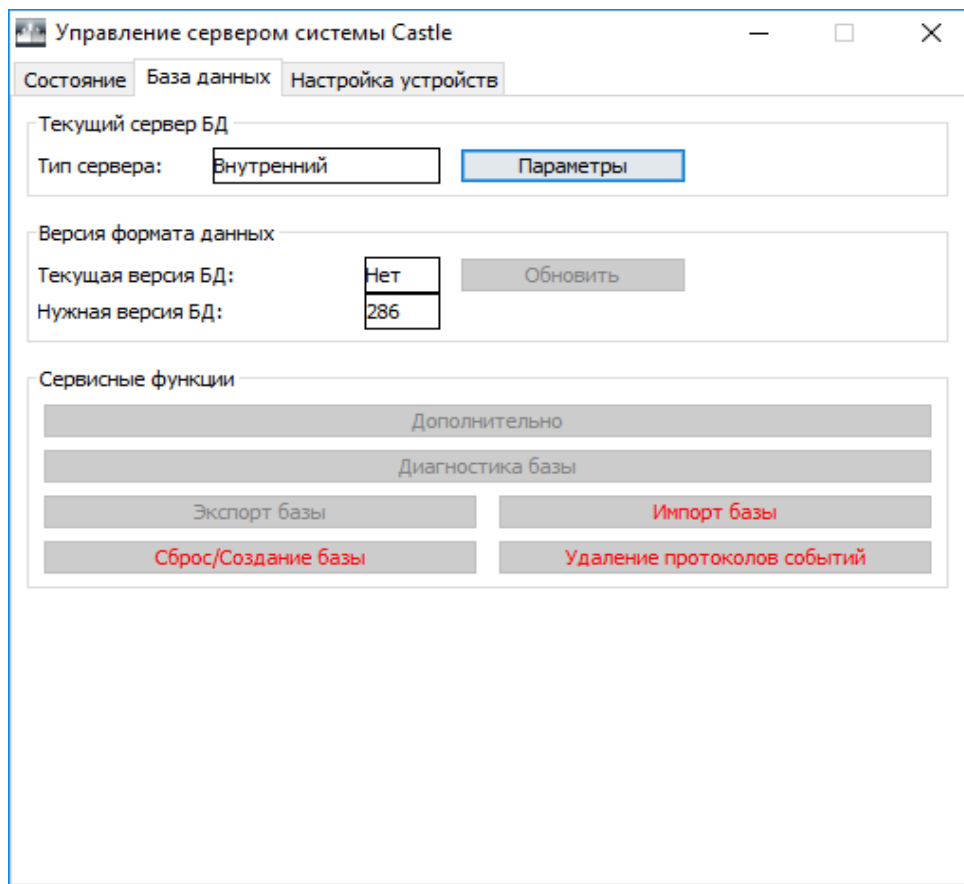 Управление сервером системы Castle
Состояние База данных Настройка устройств
Текущий сервер БД
Тип сервера: Внутренний Параметры
Версия формата данных
Текущая версия БД: Нет Обновить
Нужная версия БД: 286
Сервисные функции
Дополнительно
Диагностика базы
Экспорт базы Импорт базы
Сброс/Создание базы Удаление протоколов событий